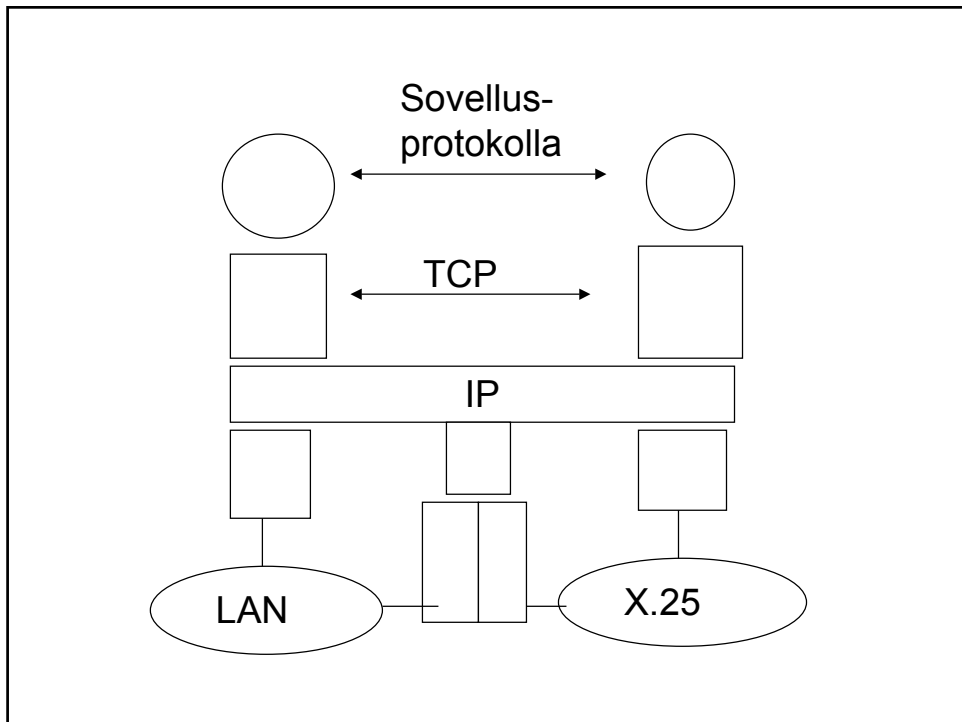 Sovellus-
protokolla
TCP
IP
LAN
X.25